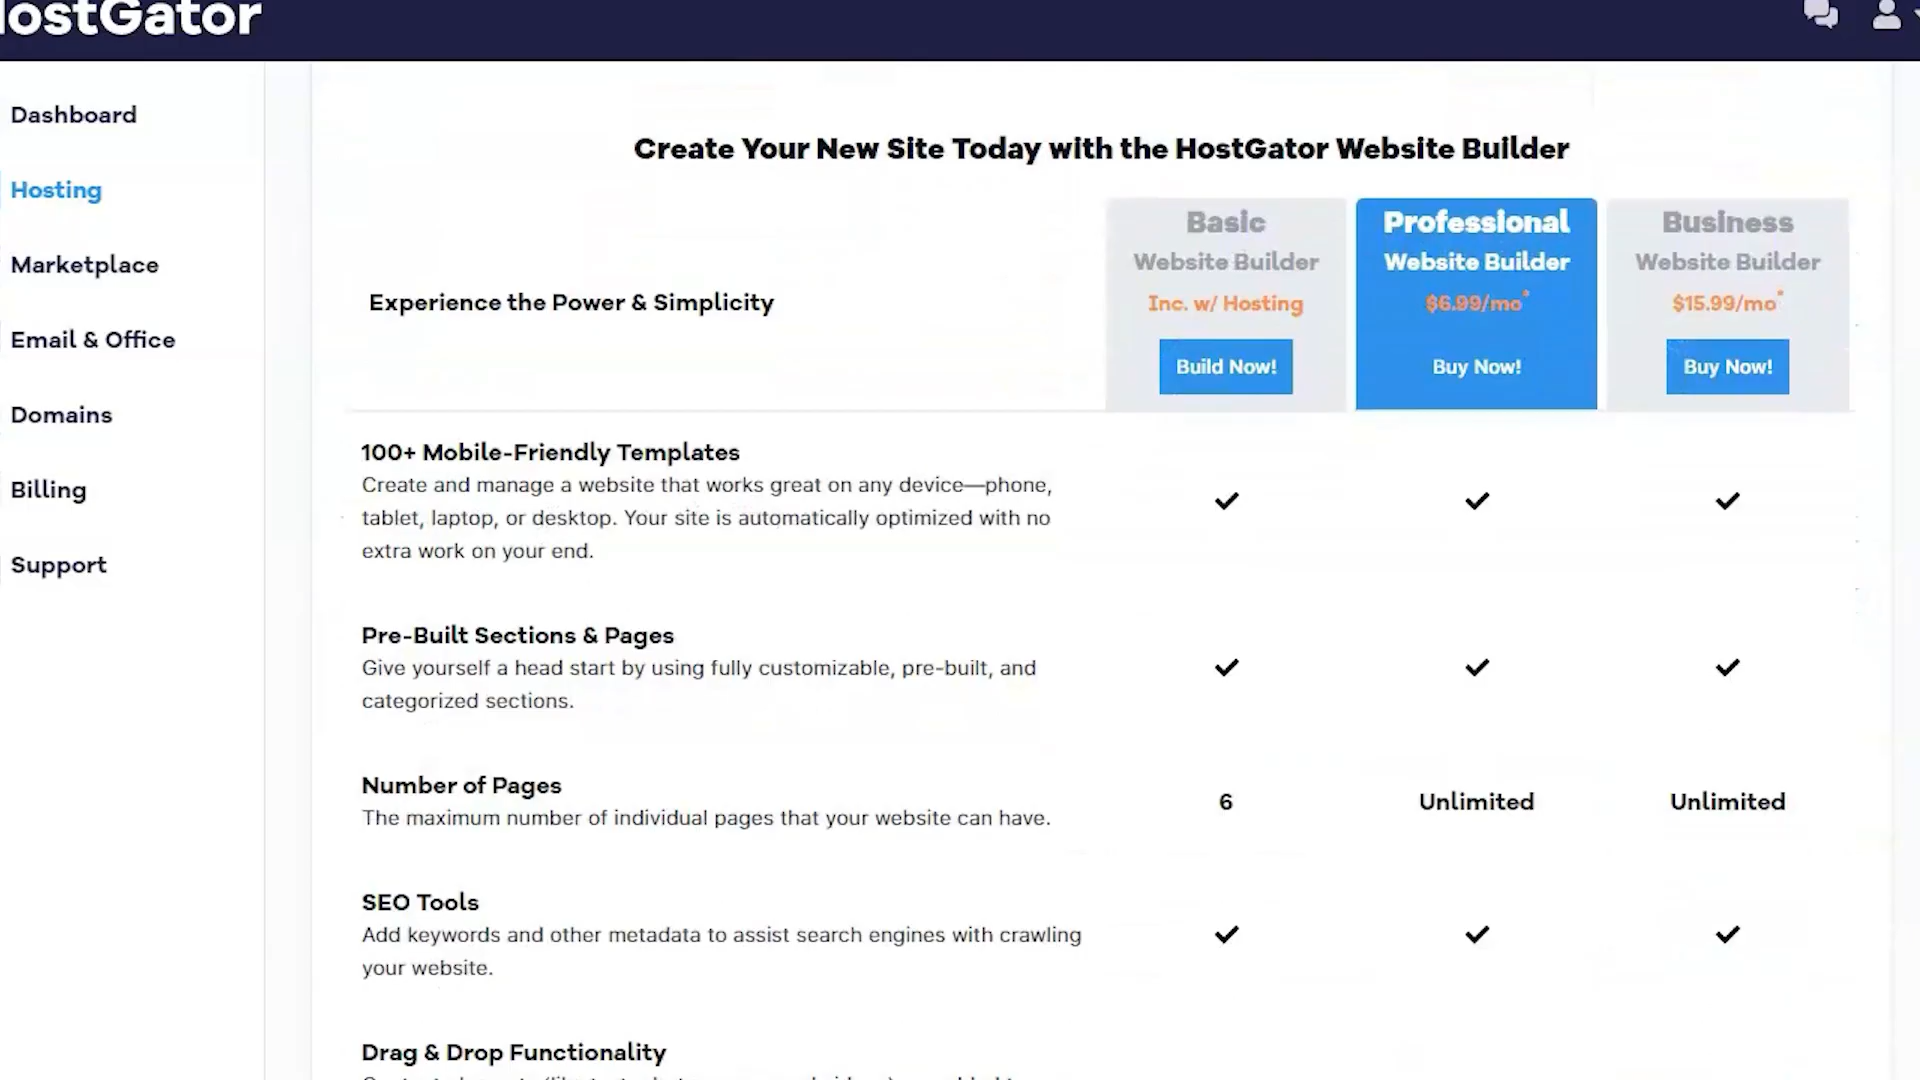 HostGator
Dashboard
Hosting
Marketplace
Email & Office
Domains
Billing
Support
Create Your New Site Today with the HostGator Website Builder
Experience the Power & Simplicity
Basic
Website Builder
Inc. w/ Hosting
Build Now!
Professional
Website Builder
$6.99/mo*
Buy Now!
Business
Website Builder
$15.99/mo*
Buy Now!
100+ Mobile-Friendly Templates
Create and manage a website that works great on any device—phone,
tablet, laptop, or desktop. Your site is automatically optimized with no
extra work on your end.
Pre-Built Sections & Pages
Give yourself a head start by using fully customizable, pre-built, and
categorized sections.
Number of Pages
The maximum number of individual pages that your website can have.
6
Unlimited
Unlimited
SEO Tools
Add keywords and other metadata to assist search engines with crawling
your website.
Drag & Drop Functionality